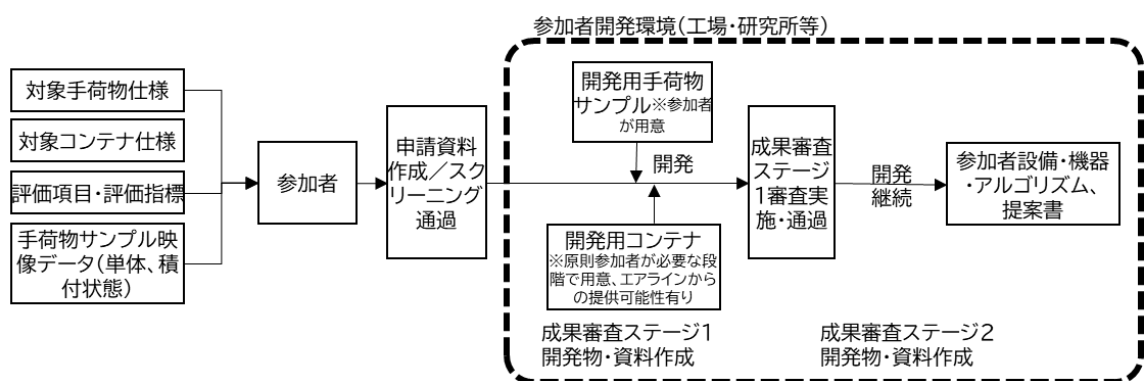 参加者開発環境(工場・研究所等)
対象手荷物仕様
対象コンテナ仕様
評価項目・評価指標
手荷物サンプル映
像データ(単体、積
付状態)
参加者
申請資料
作成/スク
リーニング
通過
開発用手荷物
サンプル※参加者
が用意
開発
開発用コンテナ
※原則参加者が必要な段
階で用意、エアラインから
の提供可能性有り
成果審査
ステージ
1審査実
施・通過
開発
継続
参加者設備・機器
・アルゴリズム、
提案書
成果審査ステージ1
開発物・資料作成
成果審査ステージ2
開発物・資料作成